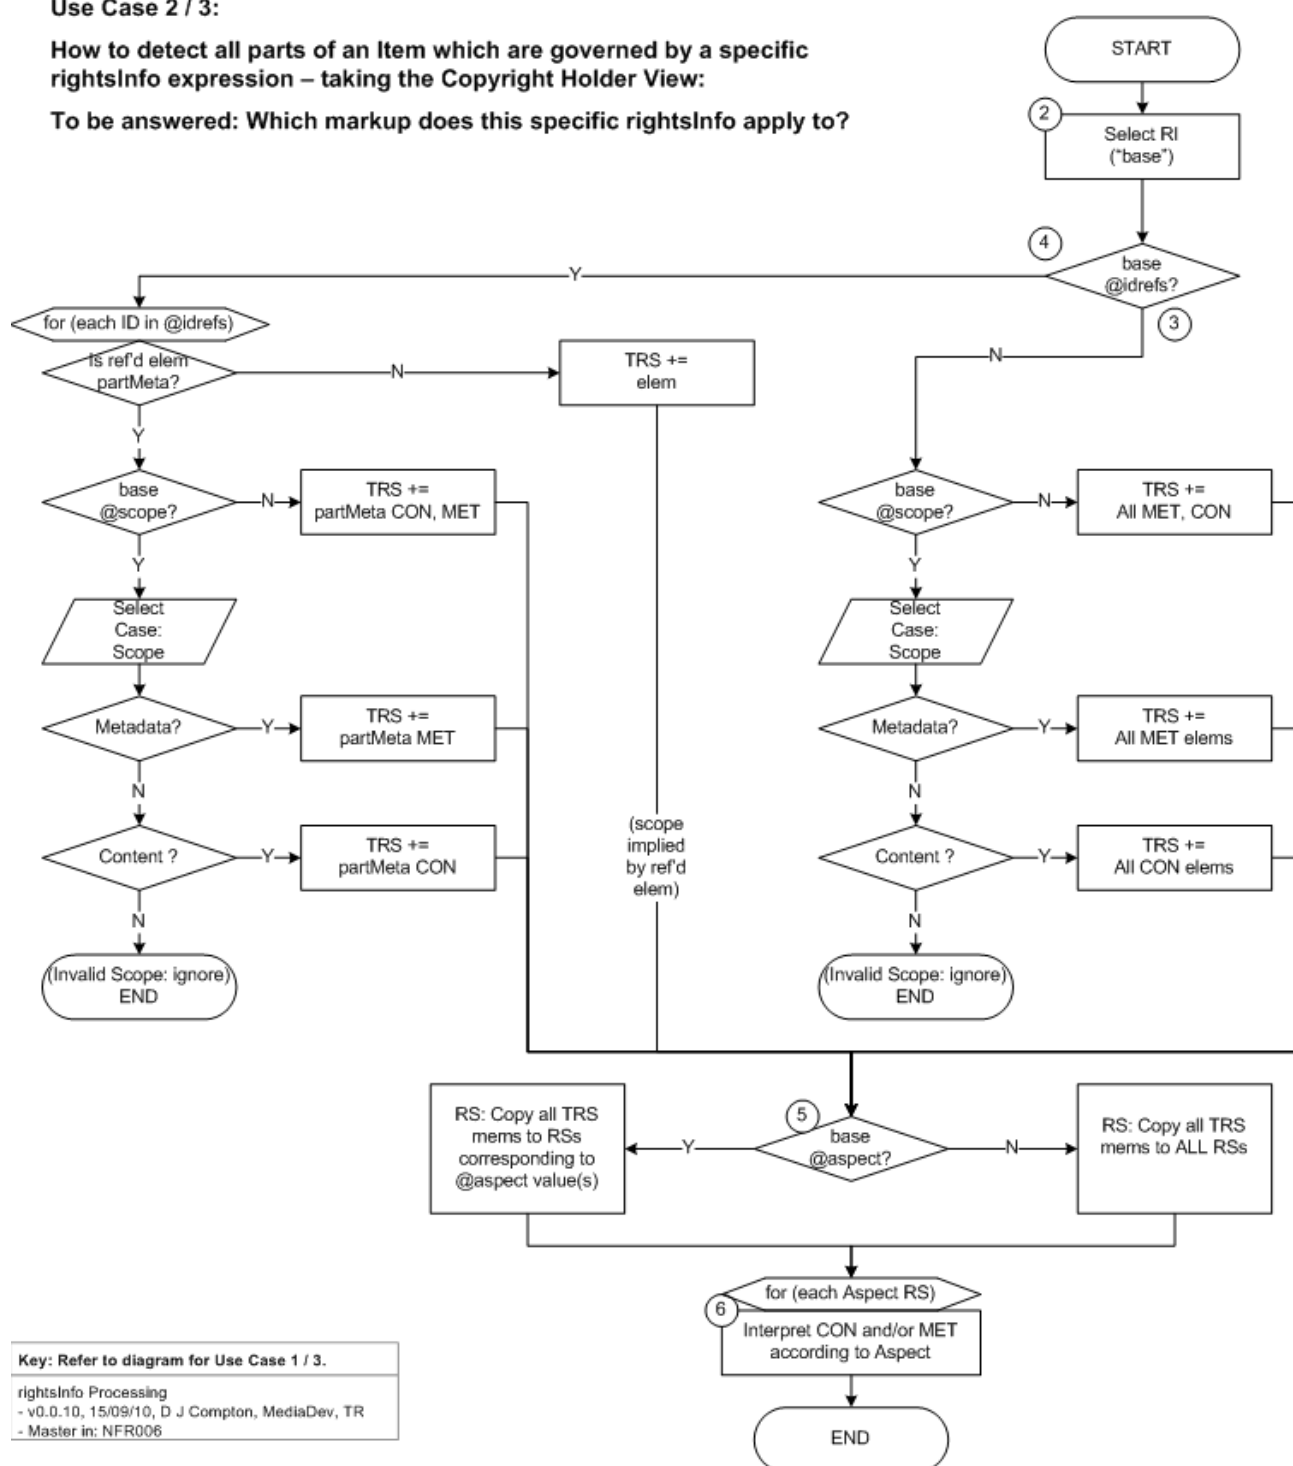 Use Case 2 / 3:
How to detect all parts of an Item which are governed by a specific
rightsInfo expression – taking the Copyright Holder View:
To be answered: Which markup does this specific rightsInfo apply to?
START
2
Select RI
("base")
4
base
@idrefs?
3
Y
N
for (each ID in @idrefs)
is ref'd elem
partMeta?
N
TRS +=
elem
Y
base
@scope?
N
TRS +=
partMeta CON, MET
Y
Select
Case:
Scope
Metadata?
Y
TRS +=
partMeta MET
N
Content ?
Y
TRS +=
partMeta CON
N
(Invalid Scope: ignore)
END
(scope
implied
by ref'd
elem)
base
@scope?
N
TRS +=
All MET, CON
Y
Select
Case:
Scope
Metadata?
Y
TRS +=
All MET elems
N
Content ?
Y
TRS +=
All CON elems
N
(Invalid Scope: ignore)
END
RS: Copy all TRS
mems to RSs
corresponding to
@aspect value(s)
Y
5
base
@aspect?
N
RS: Copy all TRS
mems to ALL RSs
for (each Aspect RS)
6
Interpret CON and/or MET
according to Aspect
END
Key: Refer to diagram for Use Case 1 / 3.
rightsInfo Processing
- v0.0.10, 15/09/10, D J Compton, MediaDev, TR
- Master in: NFR006